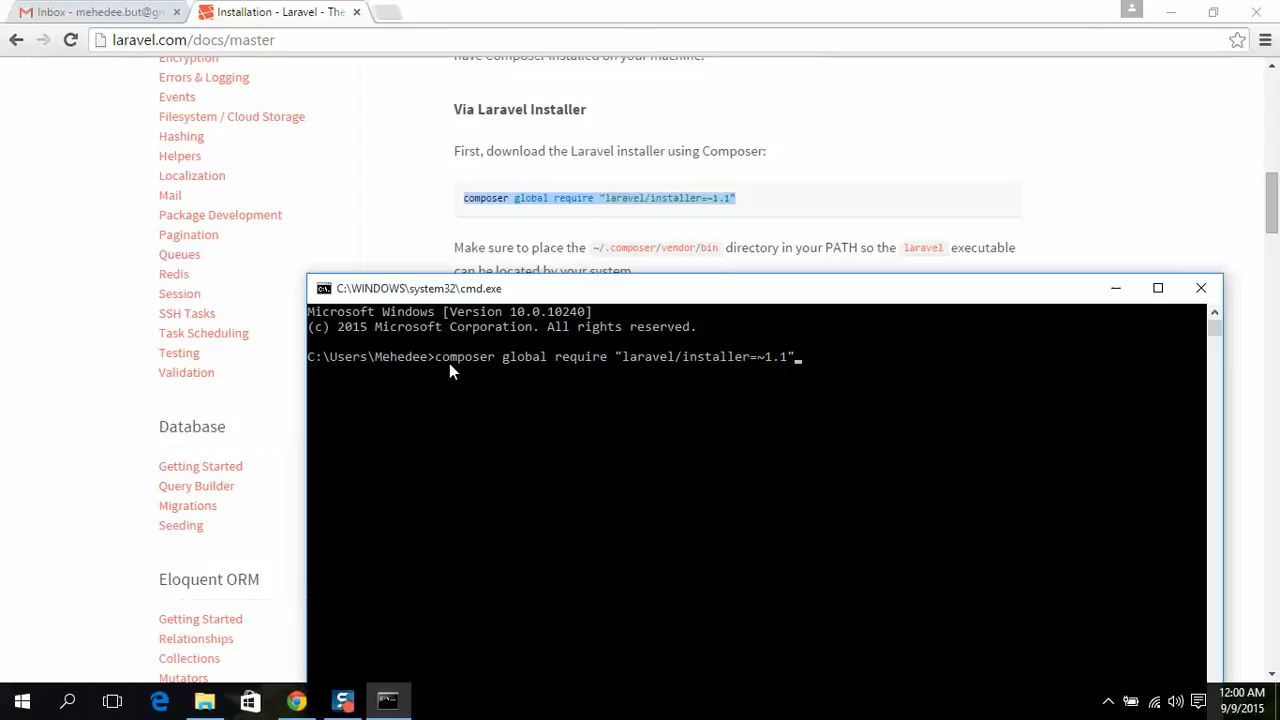 Inbox - mehedee.but@gn
Installation - Laravel - The
laravel.com/docs/master
Encryption
Errors & Logging
Events
Filesystem / Cloud Storage
Hashing
Helpers
Localization
Mail
Package Development
Pagination
Queues
Redis
Session
SSH Tasks
Task Scheduling
Testing
Validation
Database
Getting Started
Query Builder
Migrations
Seeding
Eloquent ORM
Getting Started
Relationships
Collections
Mutators
have Composer installed on your machine.
Via Laravel Installer
First, download the Laravel installer using Composer:
composer global require "laravel/installer=~1.1"
Make sure to place the ~/.composer/vendor/bin directory in your PATH so the laravel executable
can be located by your system.
C:\WINDOWS\system32\cmd.exe
Microsoft Windows [Version 10.0.10240]
(c) 2015 Microsoft Corporation. All rights reserved.
C:\Users\Mehedee>composer global require "laravel/installer=~1.1"
12:00 AM
9/9/2015